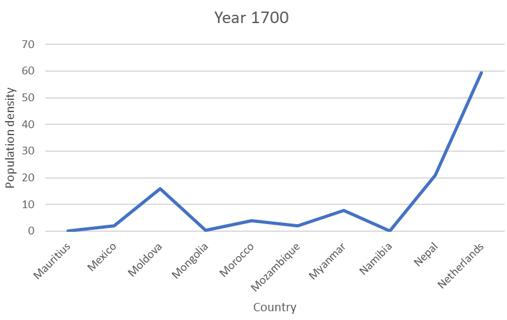 Year 1700
Population density
70
60
50
40
30
20
10
0
Mauritius
Mexico
Moldova
Mongolia
Morocco
Mozambique
Myanmar
Namibia
Nepal
Netherlands
Country